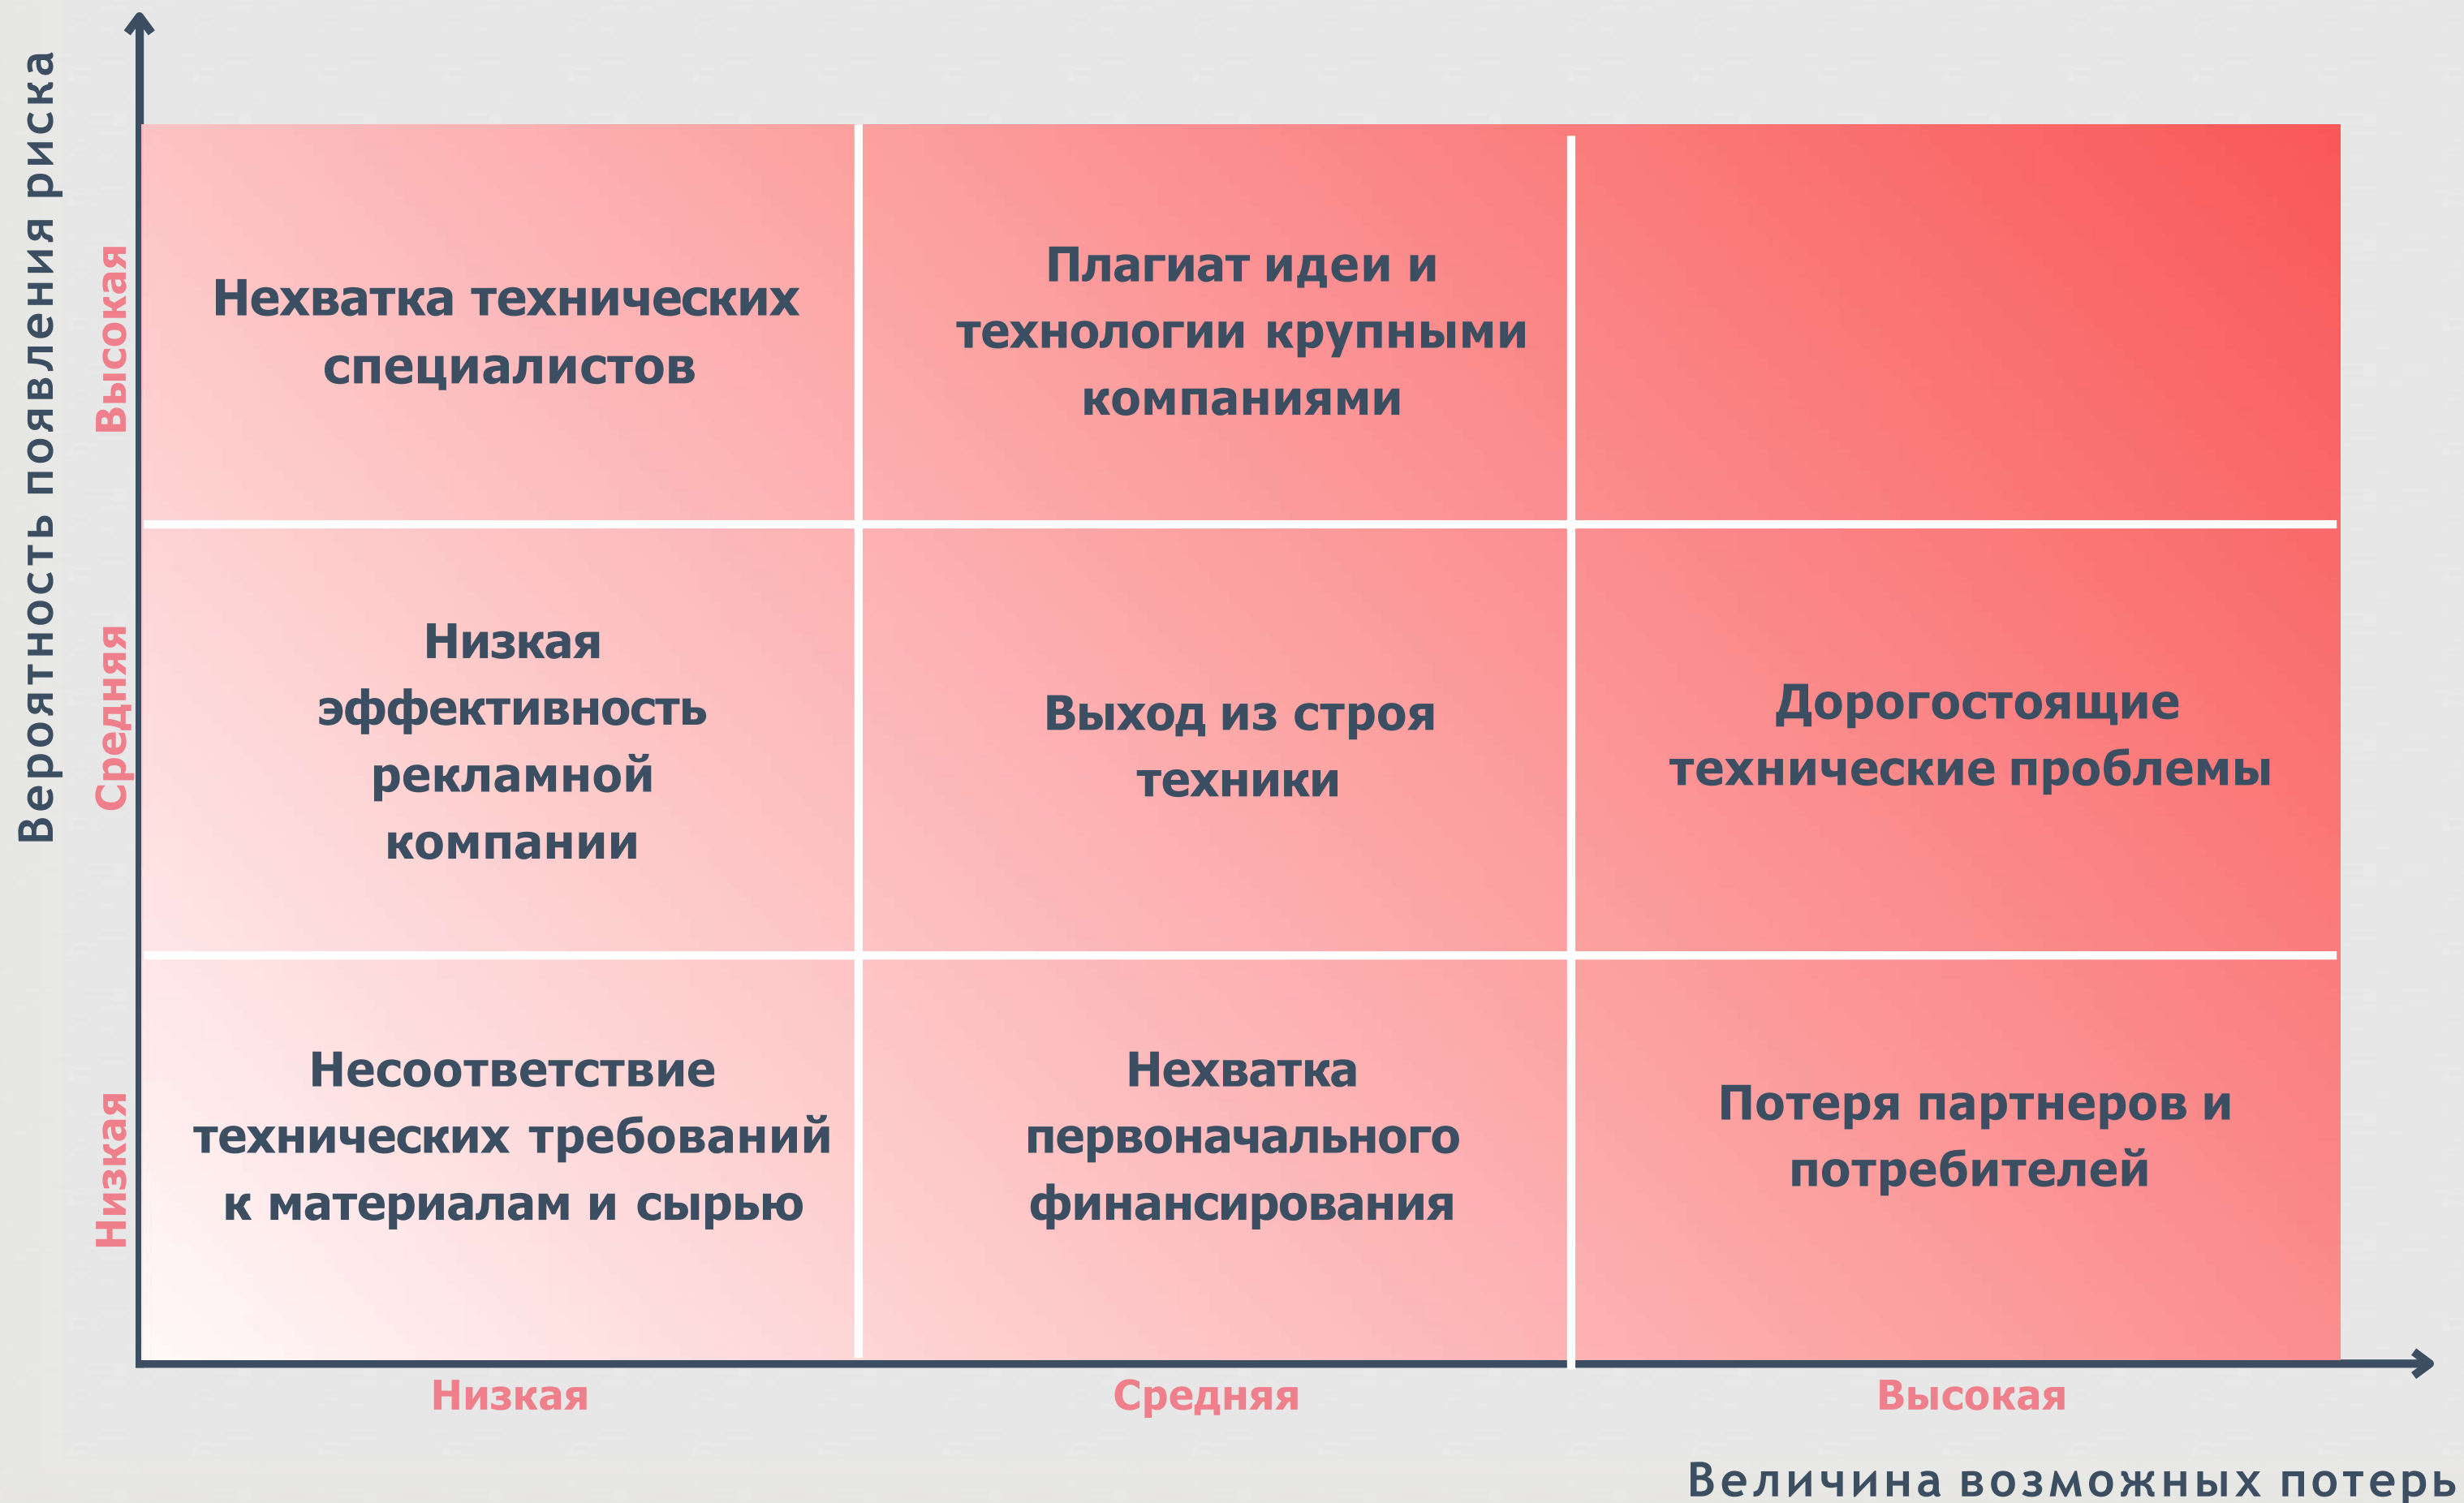 Вероятность появления риска
Высокая
Нехватка технических
специалистов
Плагиат идеи и
технологии крупными
компаниями
Средняя
Низкая
эффективность
рекламной
компании
Выход из строя
техники
Дорогостоящие
технические проблемы
Низкая
Несоответствие
технических требований
к материалам и сырью
Нехватка
первоначального
финансирования
Потеря партнеров и
потребителей
Низкая
Средняя
Высокая
Величина возможных потерь